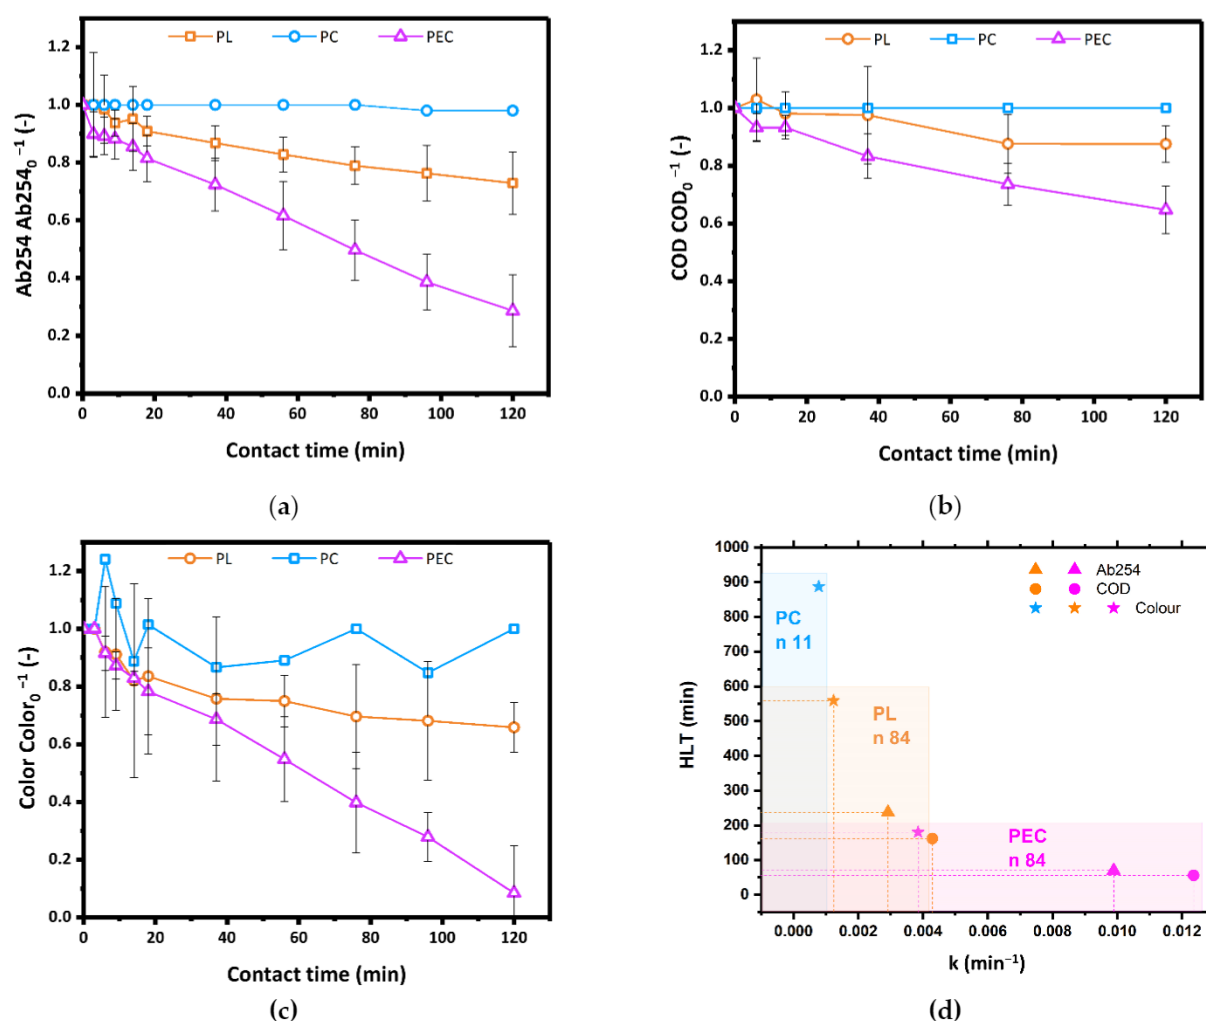 PL PC PEC
1.2
1.0
0.8
0.6
0.4
0.2
0.0
Ab254 Ab254₀ ⁻¹ (-)
0 20 40 60 80 100 120
Contact time (min)
(a)
PL PC PEC
1.2
1.0
0.8
0.6
0.4
0.2
0.0
COD COD₀ ⁻¹ (-)
0 20 40 60 80 100 120
Contact time (min)
(b)
PL PC PEC
1.2
1.0
0.8
0.6
0.4
0.2
0.0
Color Color₀ ⁻¹ (-)
0 20 40 60 80 100 120
Contact time (min)
(c)
1000
900
800
700
600
500
400
300
200
100
0
HLT (min)
Ab254
COD
Colour
PC
n 11
PL
n 84
PEC
n 84
0.000 0.002 0.004 0.006 0.008 0.010 0.012
k (min⁻¹)
(d)